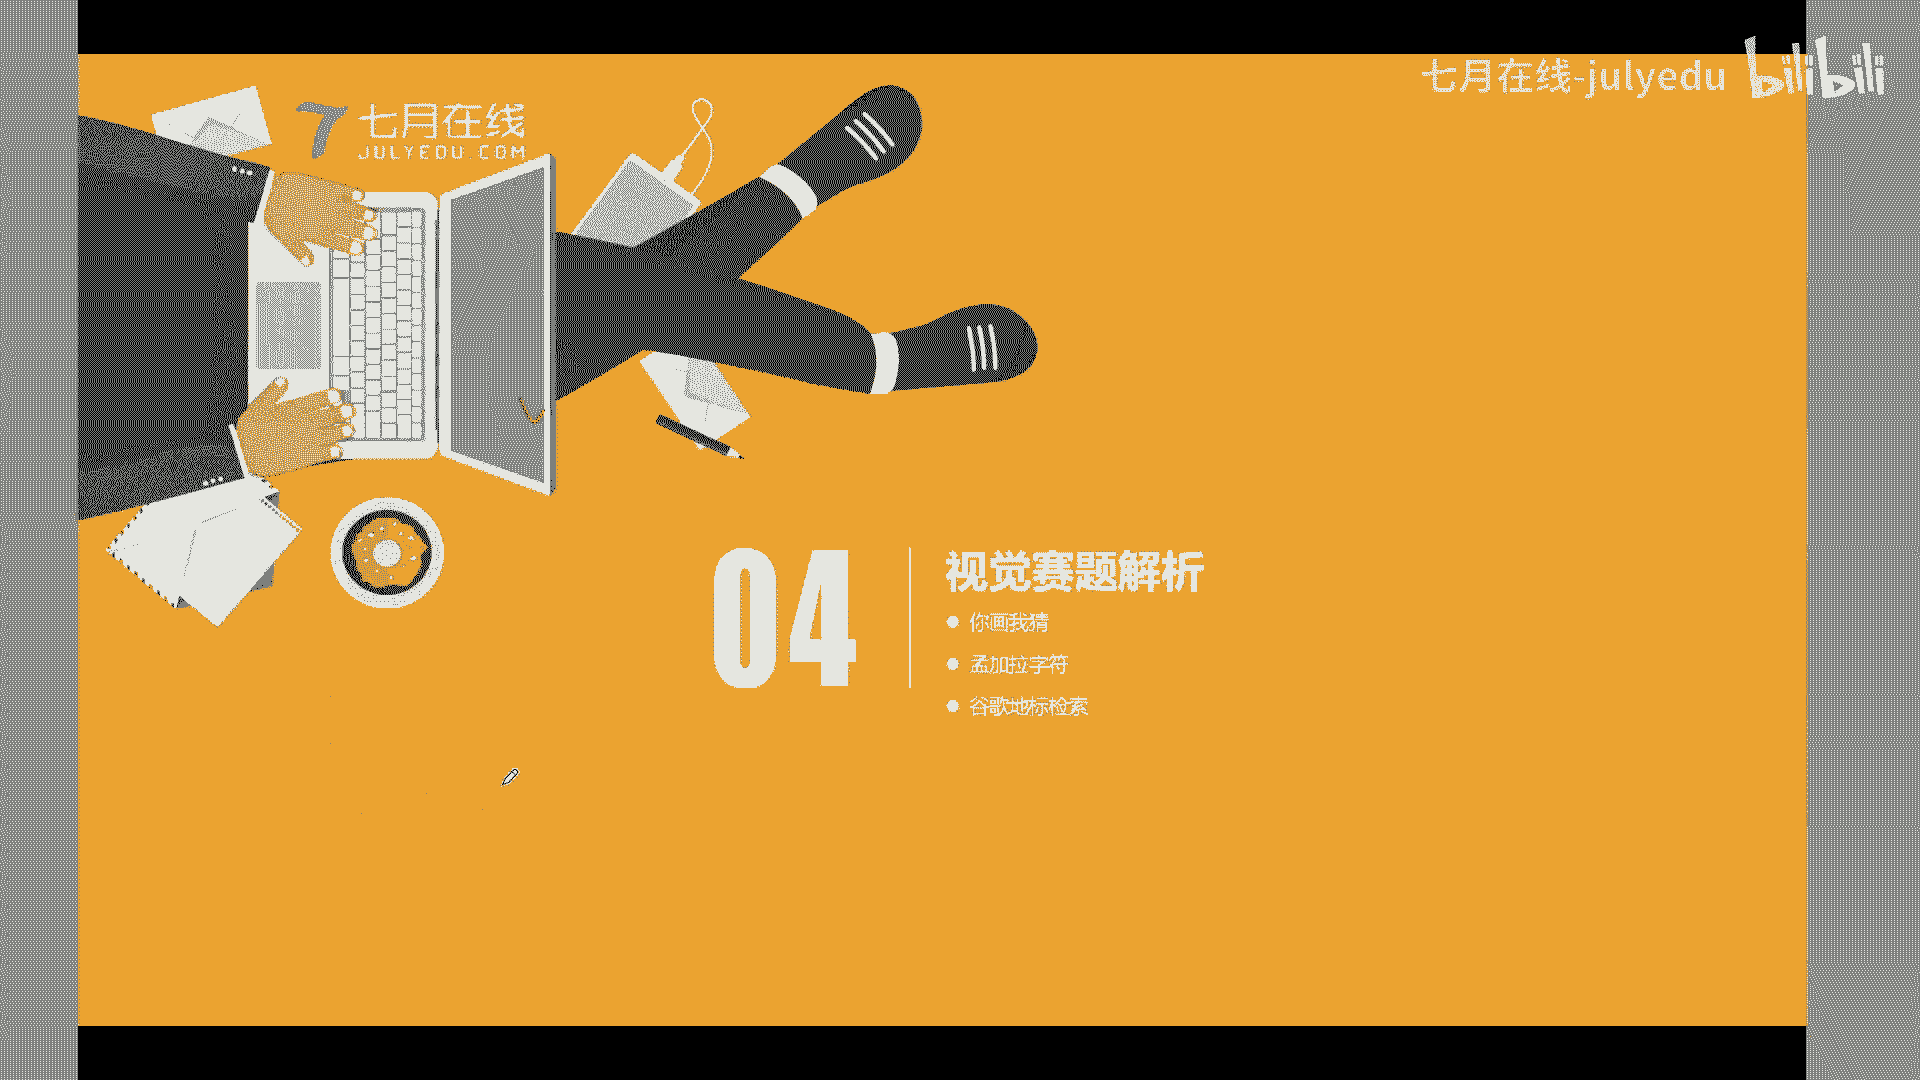 七月在线-julyedu bilibili
7 七月在线
JULYEDU.COM
04
视觉赛题解析
你画我猜
孟加拉字符
谷歌地标检索